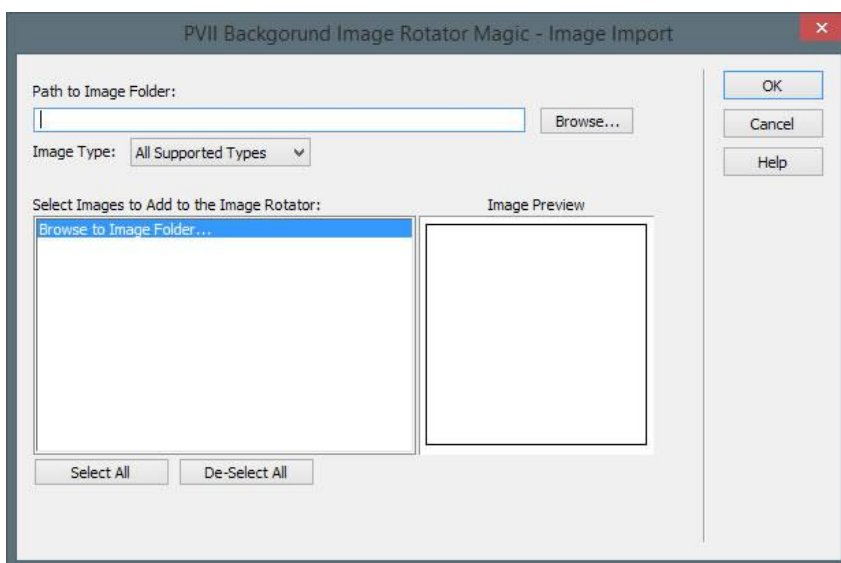 PVII Backgorund Image Rotator Magic - Image Import
Path to Image Folder:
Browse...
Image Type: All Supported Types
Select Images to Add to the Image Rotator:
Image Preview
Browse to Image Folder...
Select All De-Select All
OK
Cancel
Help